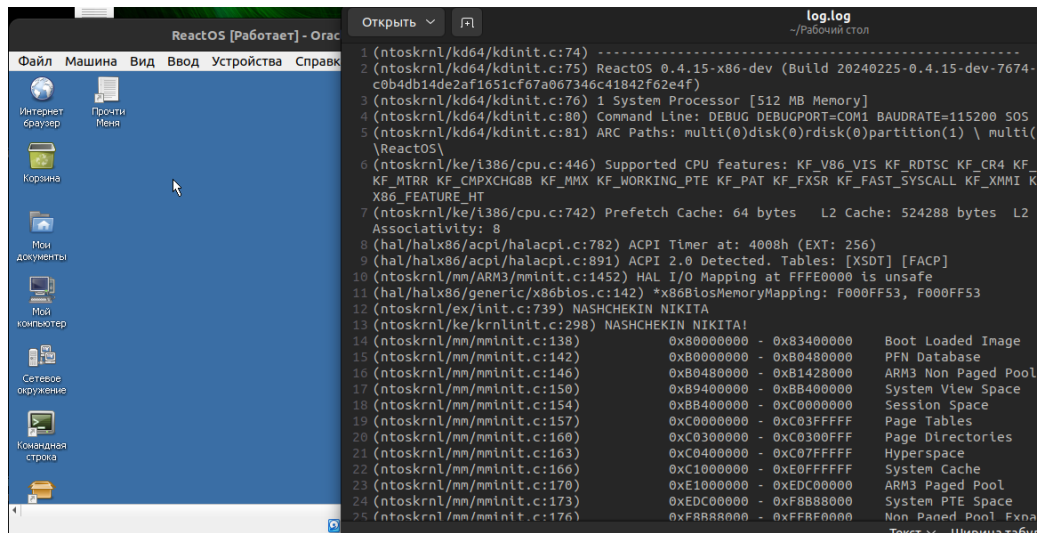 ReactOS [Работает] - Orac
Файл Машина Вид Ввод Устройства Справк
Интернет
браузер
Прочти
Меня
Корзина
Мои
документы
Мой
компьютер
Сетевое
окружение
Командная
строка
Открыть
log.log
~/Рабочий стол
1 (ntoskrnl/kd64/kdinit.c:74) -----------------------------------------------------
2 (ntoskrnl/kd64/kdinit.c:75) ReactOS 0.4.15-x86-dev (Build 20240225-0.4.15-dev-7674-
c0b4db14de2af1651cf67a067346c41842f62e4f)
3 (ntoskrnl/kd64/kdinit.c:76) 1 System Processor [512 MB Memory]
4 (ntoskrnl/kd64/kdinit.c:80) Command Line: DEBUG DEBUGPORT=COM1 BAUDRATE=115200 SOS
5 (ntoskrnl/kd64/kdinit.c:81) ARC Paths: multi(0)disk(0)rdisk(0)partition(1) \ multi(
\ReactOS\
6 (ntoskrnl/ke/i386/cpu.c:446) Supported CPU features: KF_V86_VIS KF_RDTSC KF_CR4 KF_
KF_MTRR KF_CMPXCHG8B KF_MMX KF_WORKING_PTE KF_PAT KF_FXSR KF_FAST_SYSCALL KF_XMMI K
X86_FEATURE_HT
7 (ntoskrnl/ke/i386/cpu.c:742) Prefetch Cache: 64 bytes L2 Cache: 524288 bytes L2
Associativity: 8
8 (hal/halx86/acpi/halacpi.c:782) ACPI Timer at: 4008h (EXT: 256)
9 (hal/halx86/acpi/halacpi.c:891) ACPI 2.0 Detected. Tables: [XSDT] [FACP]
10 (ntoskrnl/mm/ARM3/mminit.c:1452) HAL I/O Mapping at FFFE0000 is unsafe
11 (hal/halx86/generic/x86bios.c:142) *x86BiosMemoryMapping: F000FF53, F000FF53
12 (ntoskrnl/ex/init.c:739) NASHCHEKIN NIKITA
13 (ntoskrnl/ke/krnlinit.c:298) NASHCHEKIN NIKITA!
14 (ntoskrnl/mm/mminit.c:138) 0x80000000 - 0x83400000 Boot Loaded Image
15 (ntoskrnl/mm/mminit.c:142) 0xB0000000 - 0xB0480000 PFN Database
16 (ntoskrnl/mm/mminit.c:146) 0xB0480000 - 0xB1428000 ARM3 Non Paged Pool
17 (ntoskrnl/mm/mminit.c:150) 0xB9400000 - 0xBB400000 System View Space
18 (ntoskrnl/mm/mminit.c:154) 0xBB400000 - 0xC0000000 Session Space
19 (ntoskrnl/mm/mminit.c:157) 0xC0000000 - 0xC03FFFFF Page Tables
20 (ntoskrnl/mm/mminit.c:160) 0xC0300000 - 0xC0300FFF Page Directories
21 (ntoskrnl/mm/mminit.c:163) 0xC0400000 - 0xC07FFFFF Hyperspace
22 (ntoskrnl/mm/mminit.c:166) 0xC1000000 - 0xE0FFFFFF System Cache
23 (ntoskrnl/mm/mminit.c:170) 0xE1000000 - 0xEDC00000 ARM3 Paged Pool
24 (ntoskrnl/mm/mminit.c:173) 0xEDC00000 - 0xF8B88000 System PTE Space
25 (ntoskrnl/mm/mminit.c:176) 0xF8B88000 - 0xFFBE0000 Non Paged Pool Expa
Текст Ширина табу